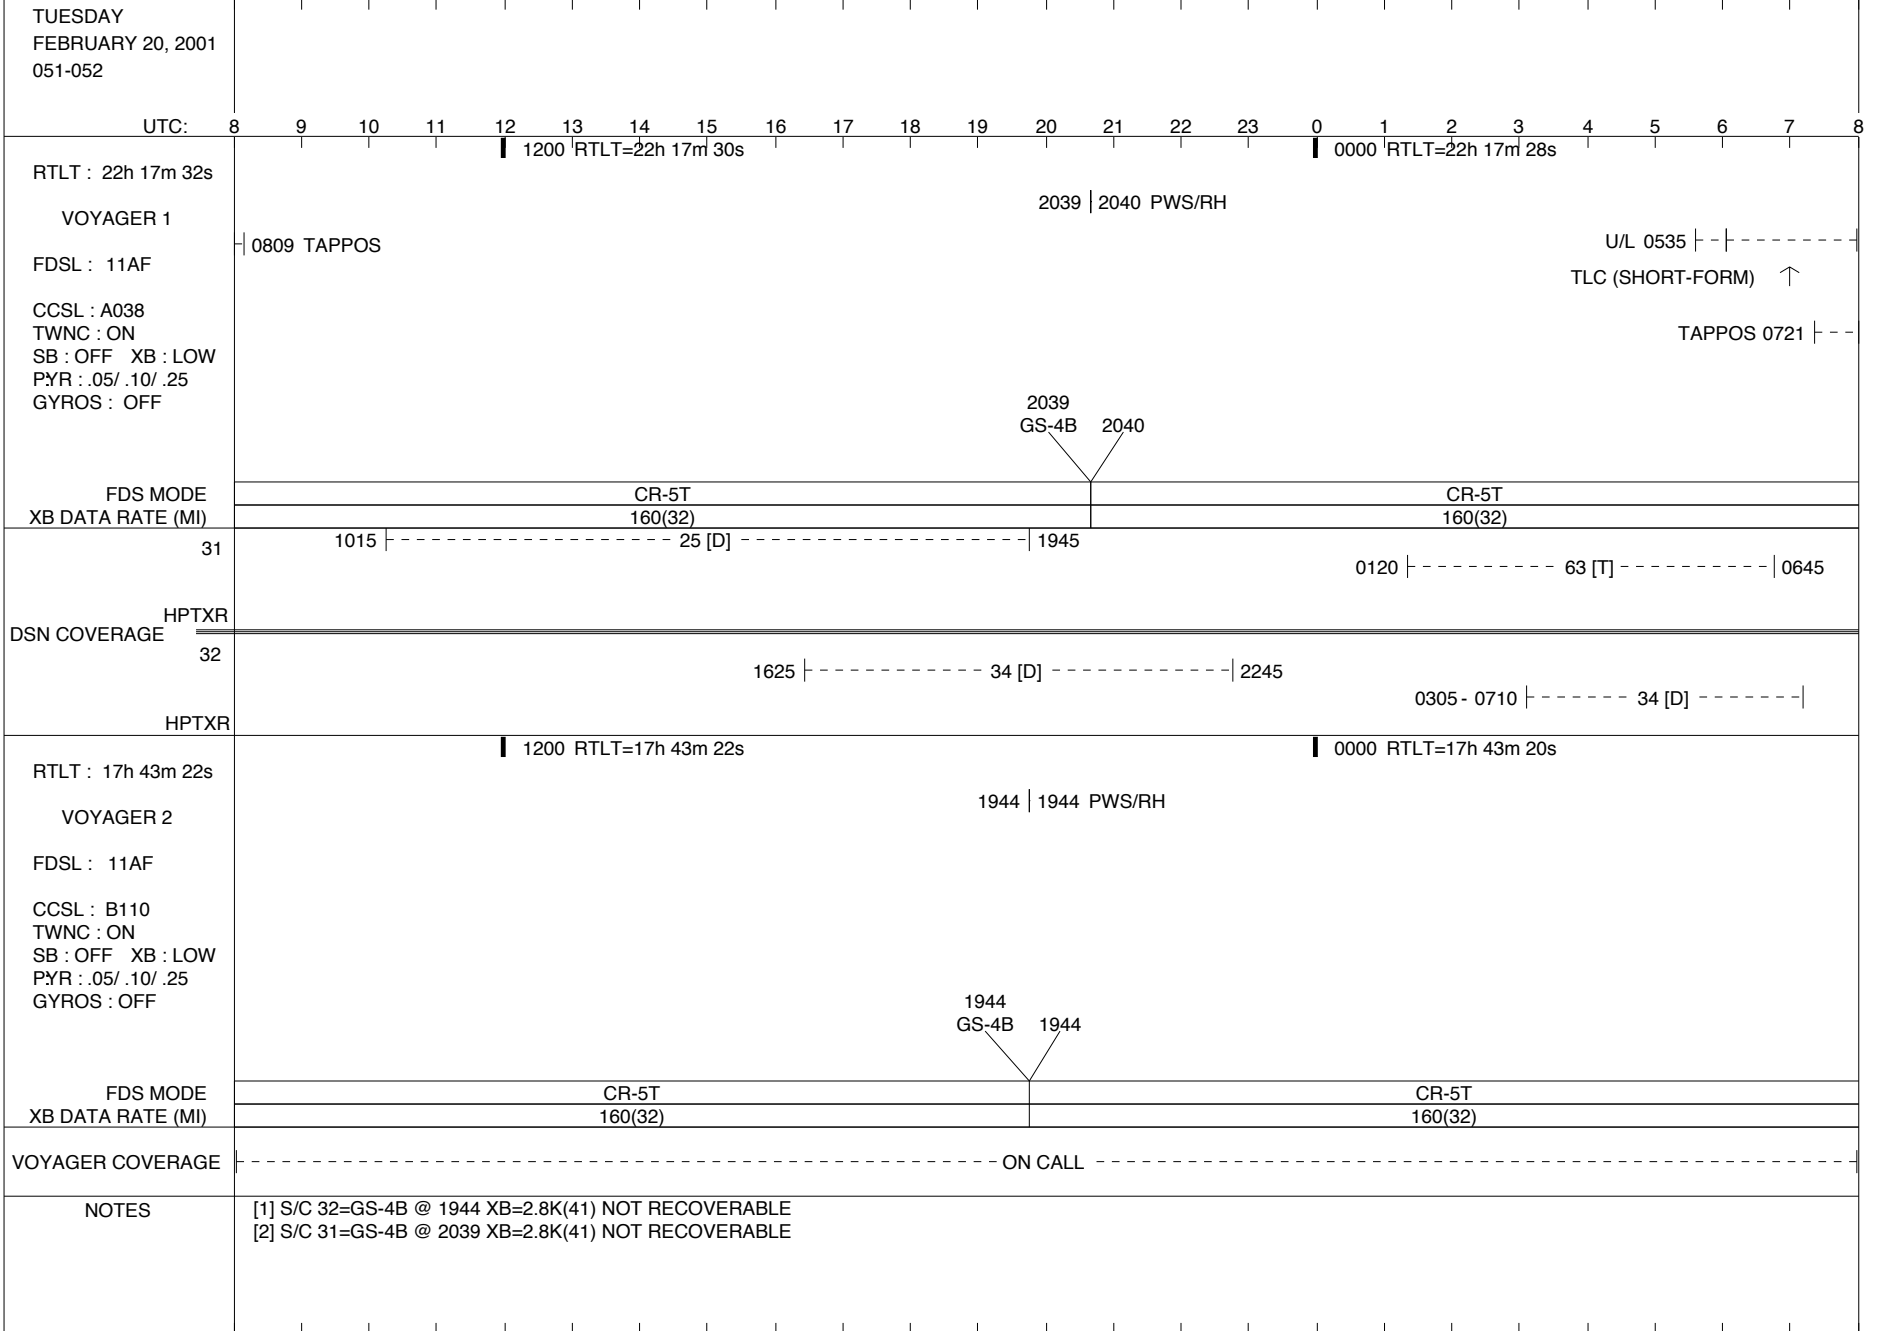 TUESDAY
FEBRUARY 20, 2001
051-052
UTC: 8 9 10 11 12 13 14 15 16 17 18 19 20 21 22 23 0 1 2 3 4 5 6 7 8
1200 RTLT=22h 17m 30s 0000 RTLT=22h 17m 28s
RTLT : 22h 17m 32s
2039 2040 PWS/RH
VOYAGER 1
0809 TAPPOS U/L 0535
FDSL : 11AF
TLC (SHORT-FORM)
CCSL : A038
TWNC : ON TAPPOS 0721
SB : OFF XB : LOW
P:YR : .05/ .10/ .25
GYROS : OFF
2039
GS-4B 2040
FDS MODE CR-5T CR-5T
XB DATA RATE (MI) 160(32) 160(32)
31 1015 25 [D] 1945
0120 63 [T] 0645
HPTXR
DSN COVERAGE
32
1625 34 [D] 2245
0305 - 0710 34 [D]
HPTXR
1200 RTLT=17h 43m 22s 0000 RTLT=17h 43m 20s
RTLT : 17h 43m 22s
1944 1944 PWS/RH
VOYAGER 2
FDSL : 11AF
CCSL : B110
TWNC : ON
SB : OFF XB : LOW
P:YR : .05/ .10/ .25
GYROS : OFF
1944
GS-4B 1944
FDS MODE CR-5T CR-5T
XB DATA RATE (MI) 160(32) 160(32)
VOYAGER COVERAGE ON CALL
NOTES [1] S/C 32=GS-4B @ 1944 XB=2.8K(41) NOT RECOVERABLE
[2] S/C 31=GS-4B @ 2039 XB=2.8K(41) NOT RECOVERABLE